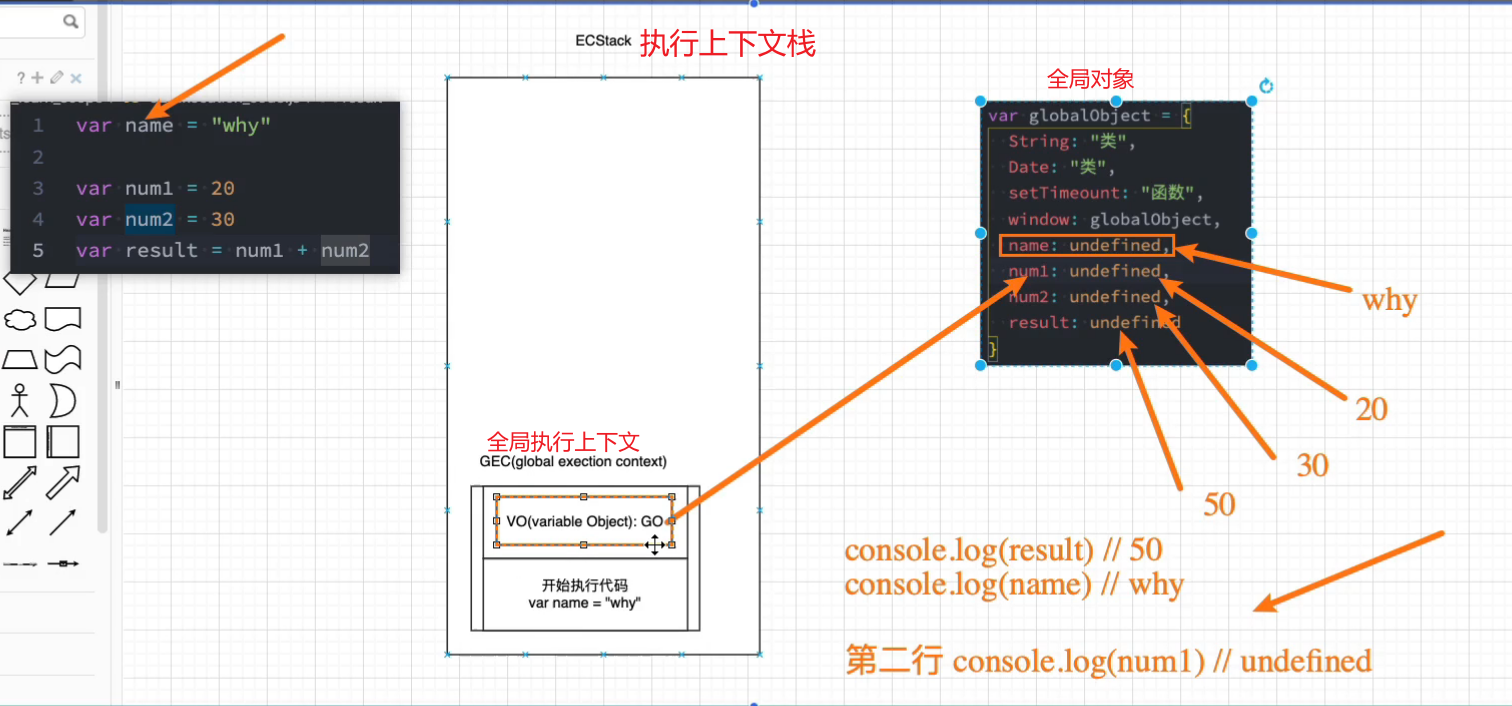 ECStack 执行上下文栈
全局对象
1 var name = "why"
2
3 var num1 = 20
4 var num2 = 30
5 var result = num1 + num2
var globalObject = {
String: "类",
Date: "类",
setTimeount: "函数",
window: globalObject,
name: undefined,
num1: undefined,
num2: undefined,
result: undefined
}
why
20
30
50
全局执行上下文
GEC(global exection context)
VO(variable Object): GO
开始执行代码
var name = "why"
console.log(result) // 50
console.log(name) // why
第二行 console.log(num1) // undefined